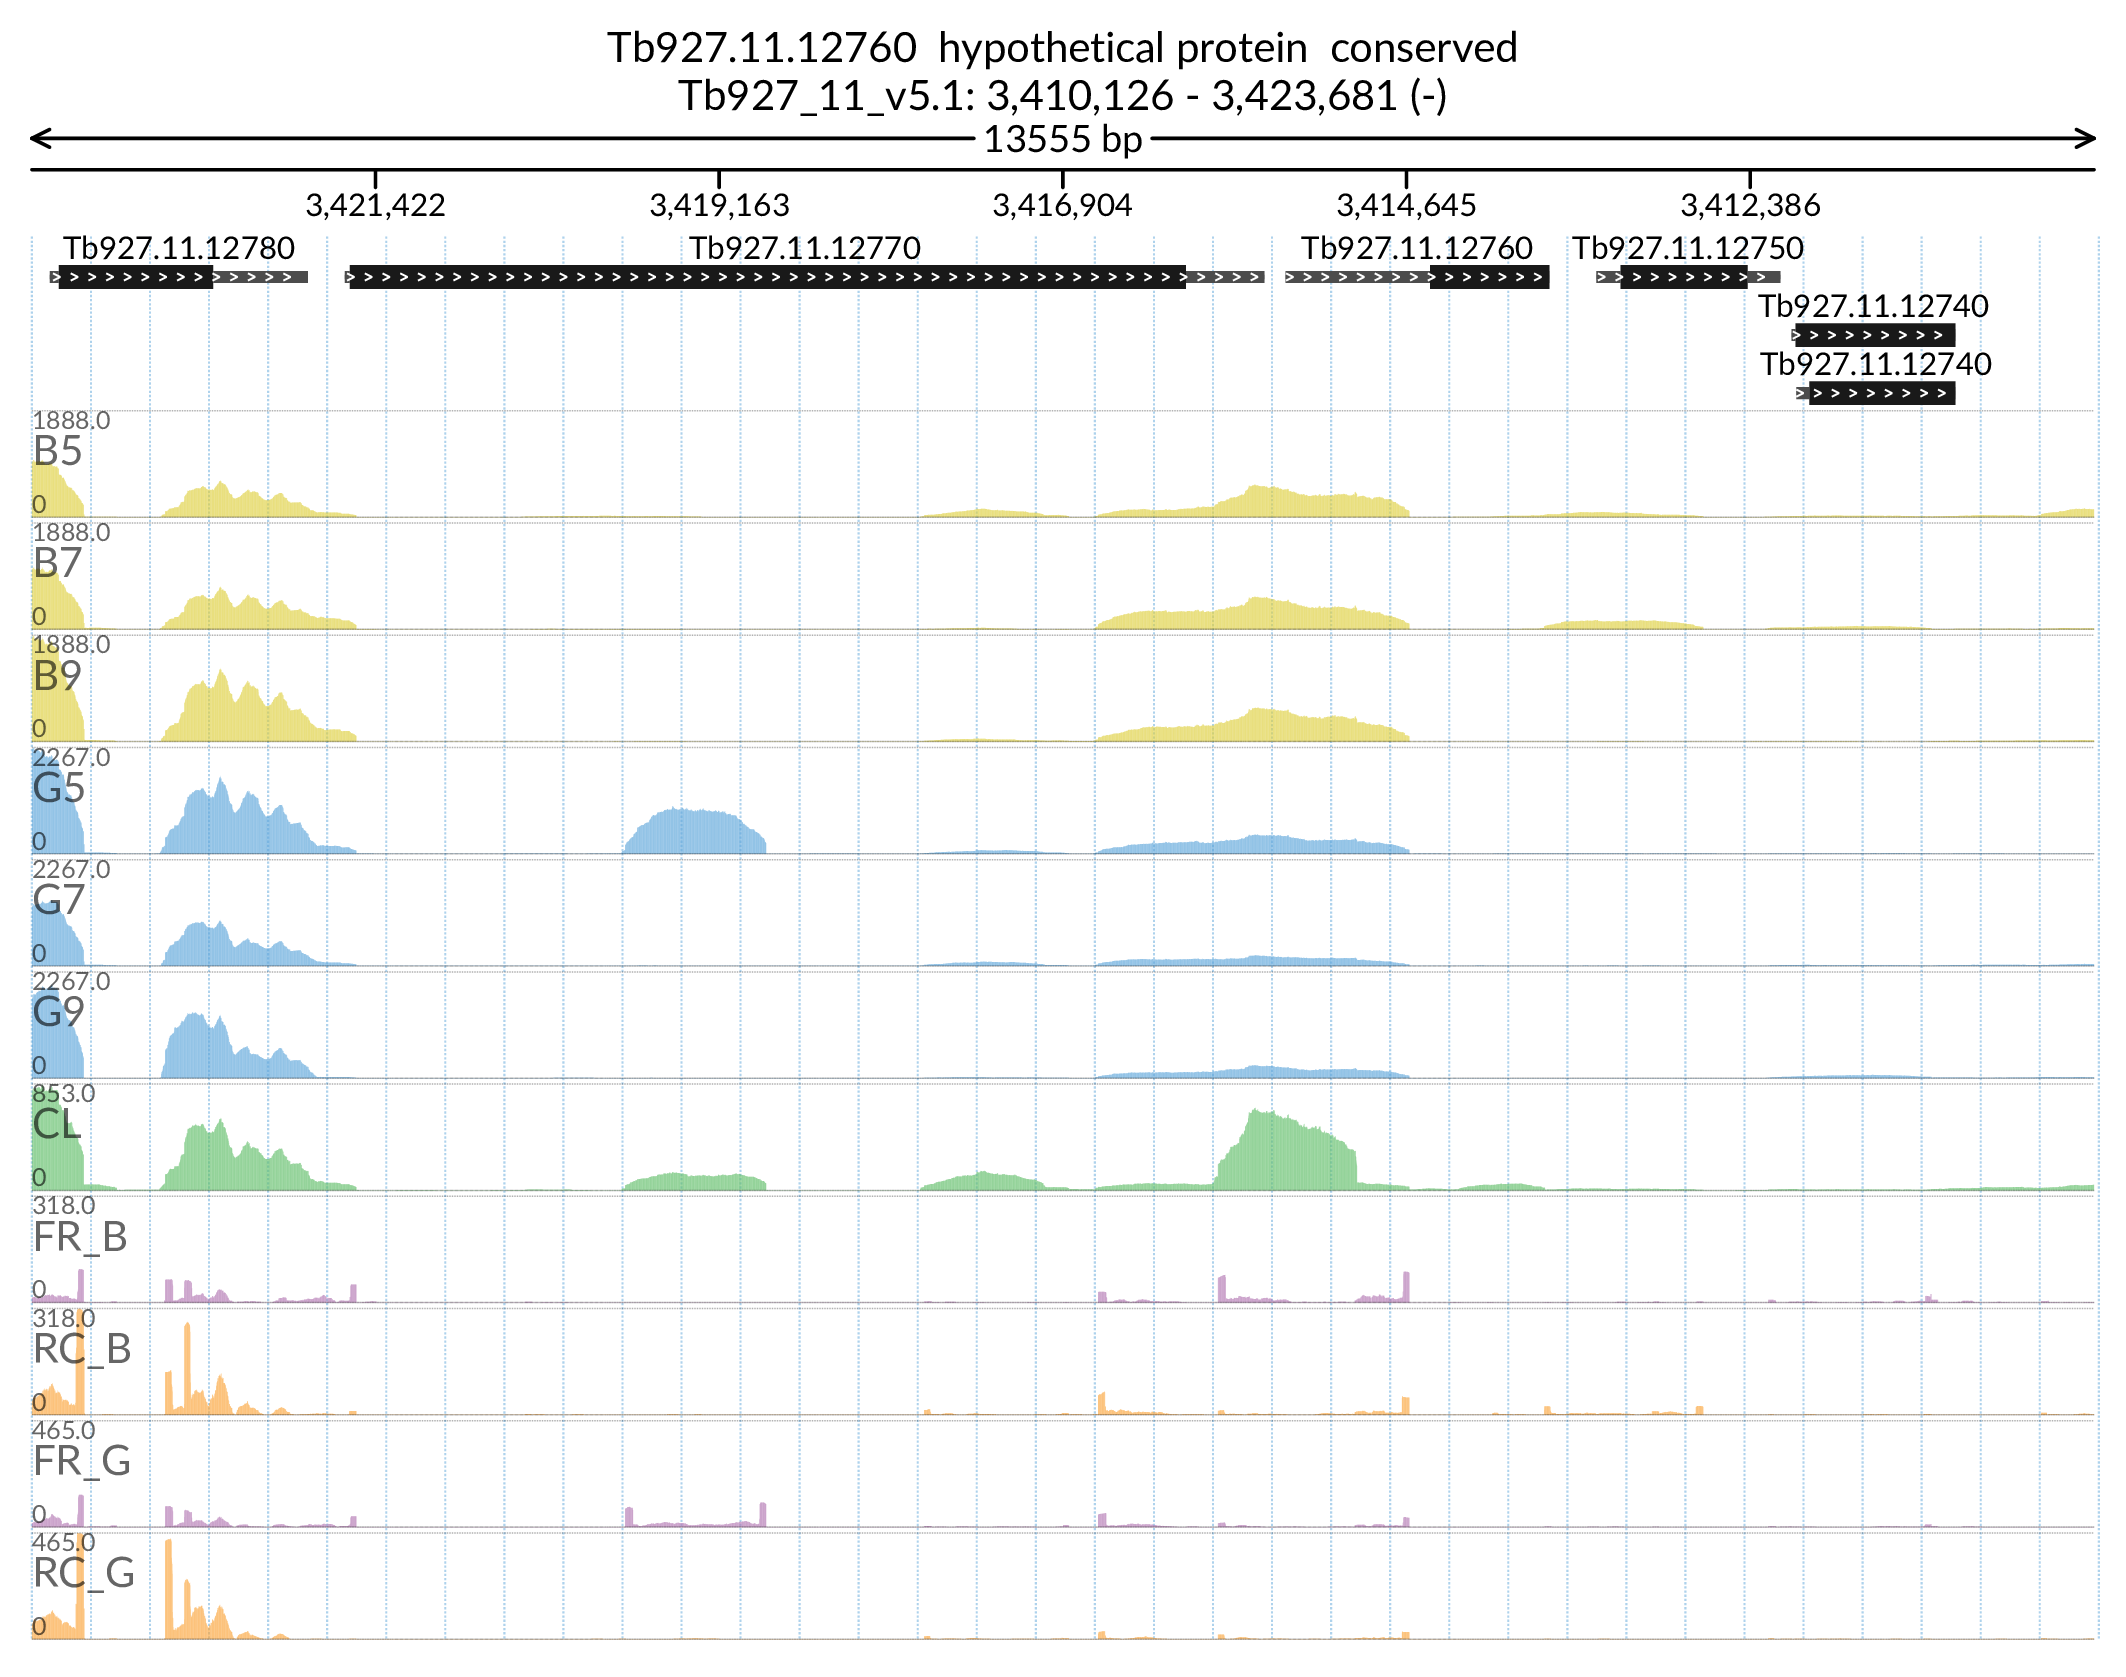 Tb927.11.12760 hypothetical protein conserved
Tb927_11_v5.1: 3,410,126 - 3,423,681 (-)
13555 bp
3,421,422 3,419,163 3,416,904 3,414,645 3,412,386
Tb927.11.12780 Tb927.11.12770 Tb927.11.12760 Tb927.11.12750
Tb927.11.12740
Tb927.11.12740
1888.0
B5
0
1888.0
B7
0
1888.0
B9
0
2267.0
G5
0
2267.0
G7
0
2267.0
G9
0
853.0
CL
0
318.0
FR_B
0
318.0
RC_B
0
465.0
FR_G
0
465.0
RC_G
0